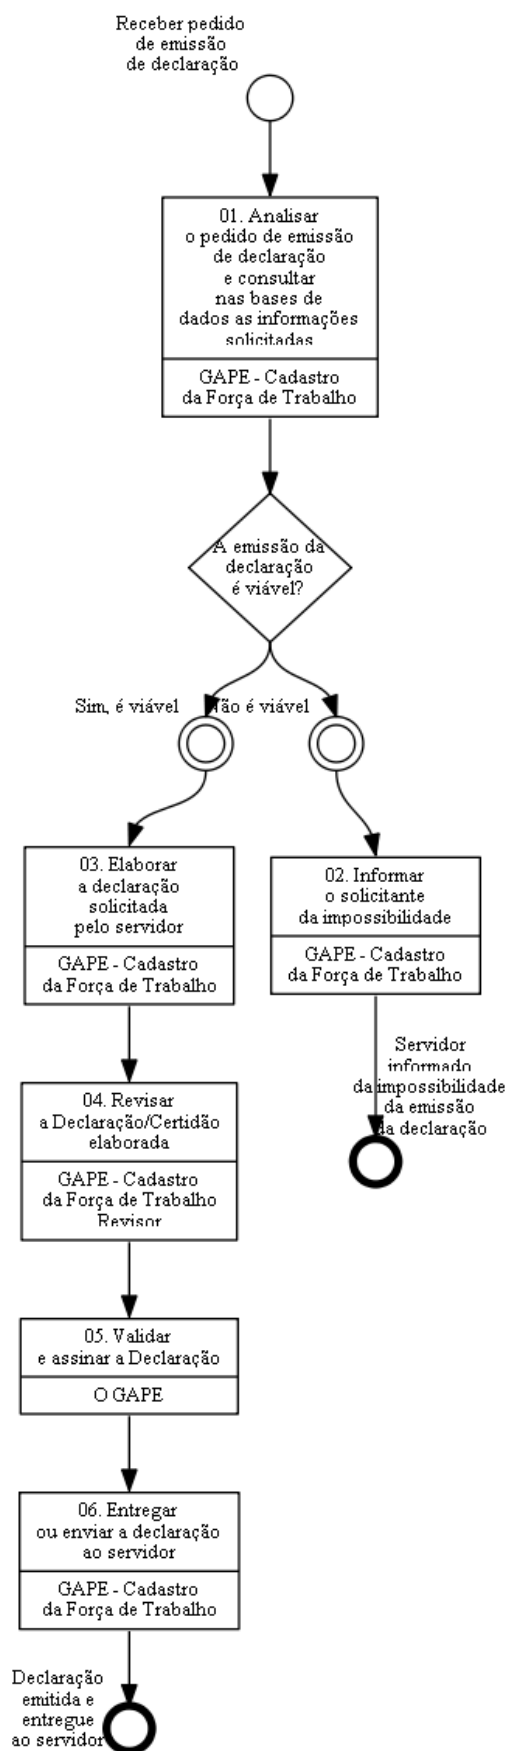 Receber pedido
de emissão
de declaração
01. Analisar
o pedido de emissão
de declaração
e consultar
nas bases de
dados as informações
solicitadas
GAPE - Cadastro
da Força de Trabalho
A emissão da
declaração
é viável?
Sim, é viável
Não é viável
03. Elaborar
a declaração
solicitada
pelo servidor
GAPE - Cadastro
da Força de Trabalho
02. Informar
o solicitante
da impossibilidade
GAPE - Cadastro
da Força de Trabalho
Servidor
informado
da impossibilidade
da emissão
da declaração
04. Revisar
a Declaração/Certidão
elaborada
GAPE - Cadastro
da Força de Trabalho
Revisor
05. Validar
e assinar a Declaração
O GAPE
06. Entregar
ou enviar a declaração
ao servidor
GAPE - Cadastro
da Força de Trabalho
Declaração
emitida e
entregue
ao servidor